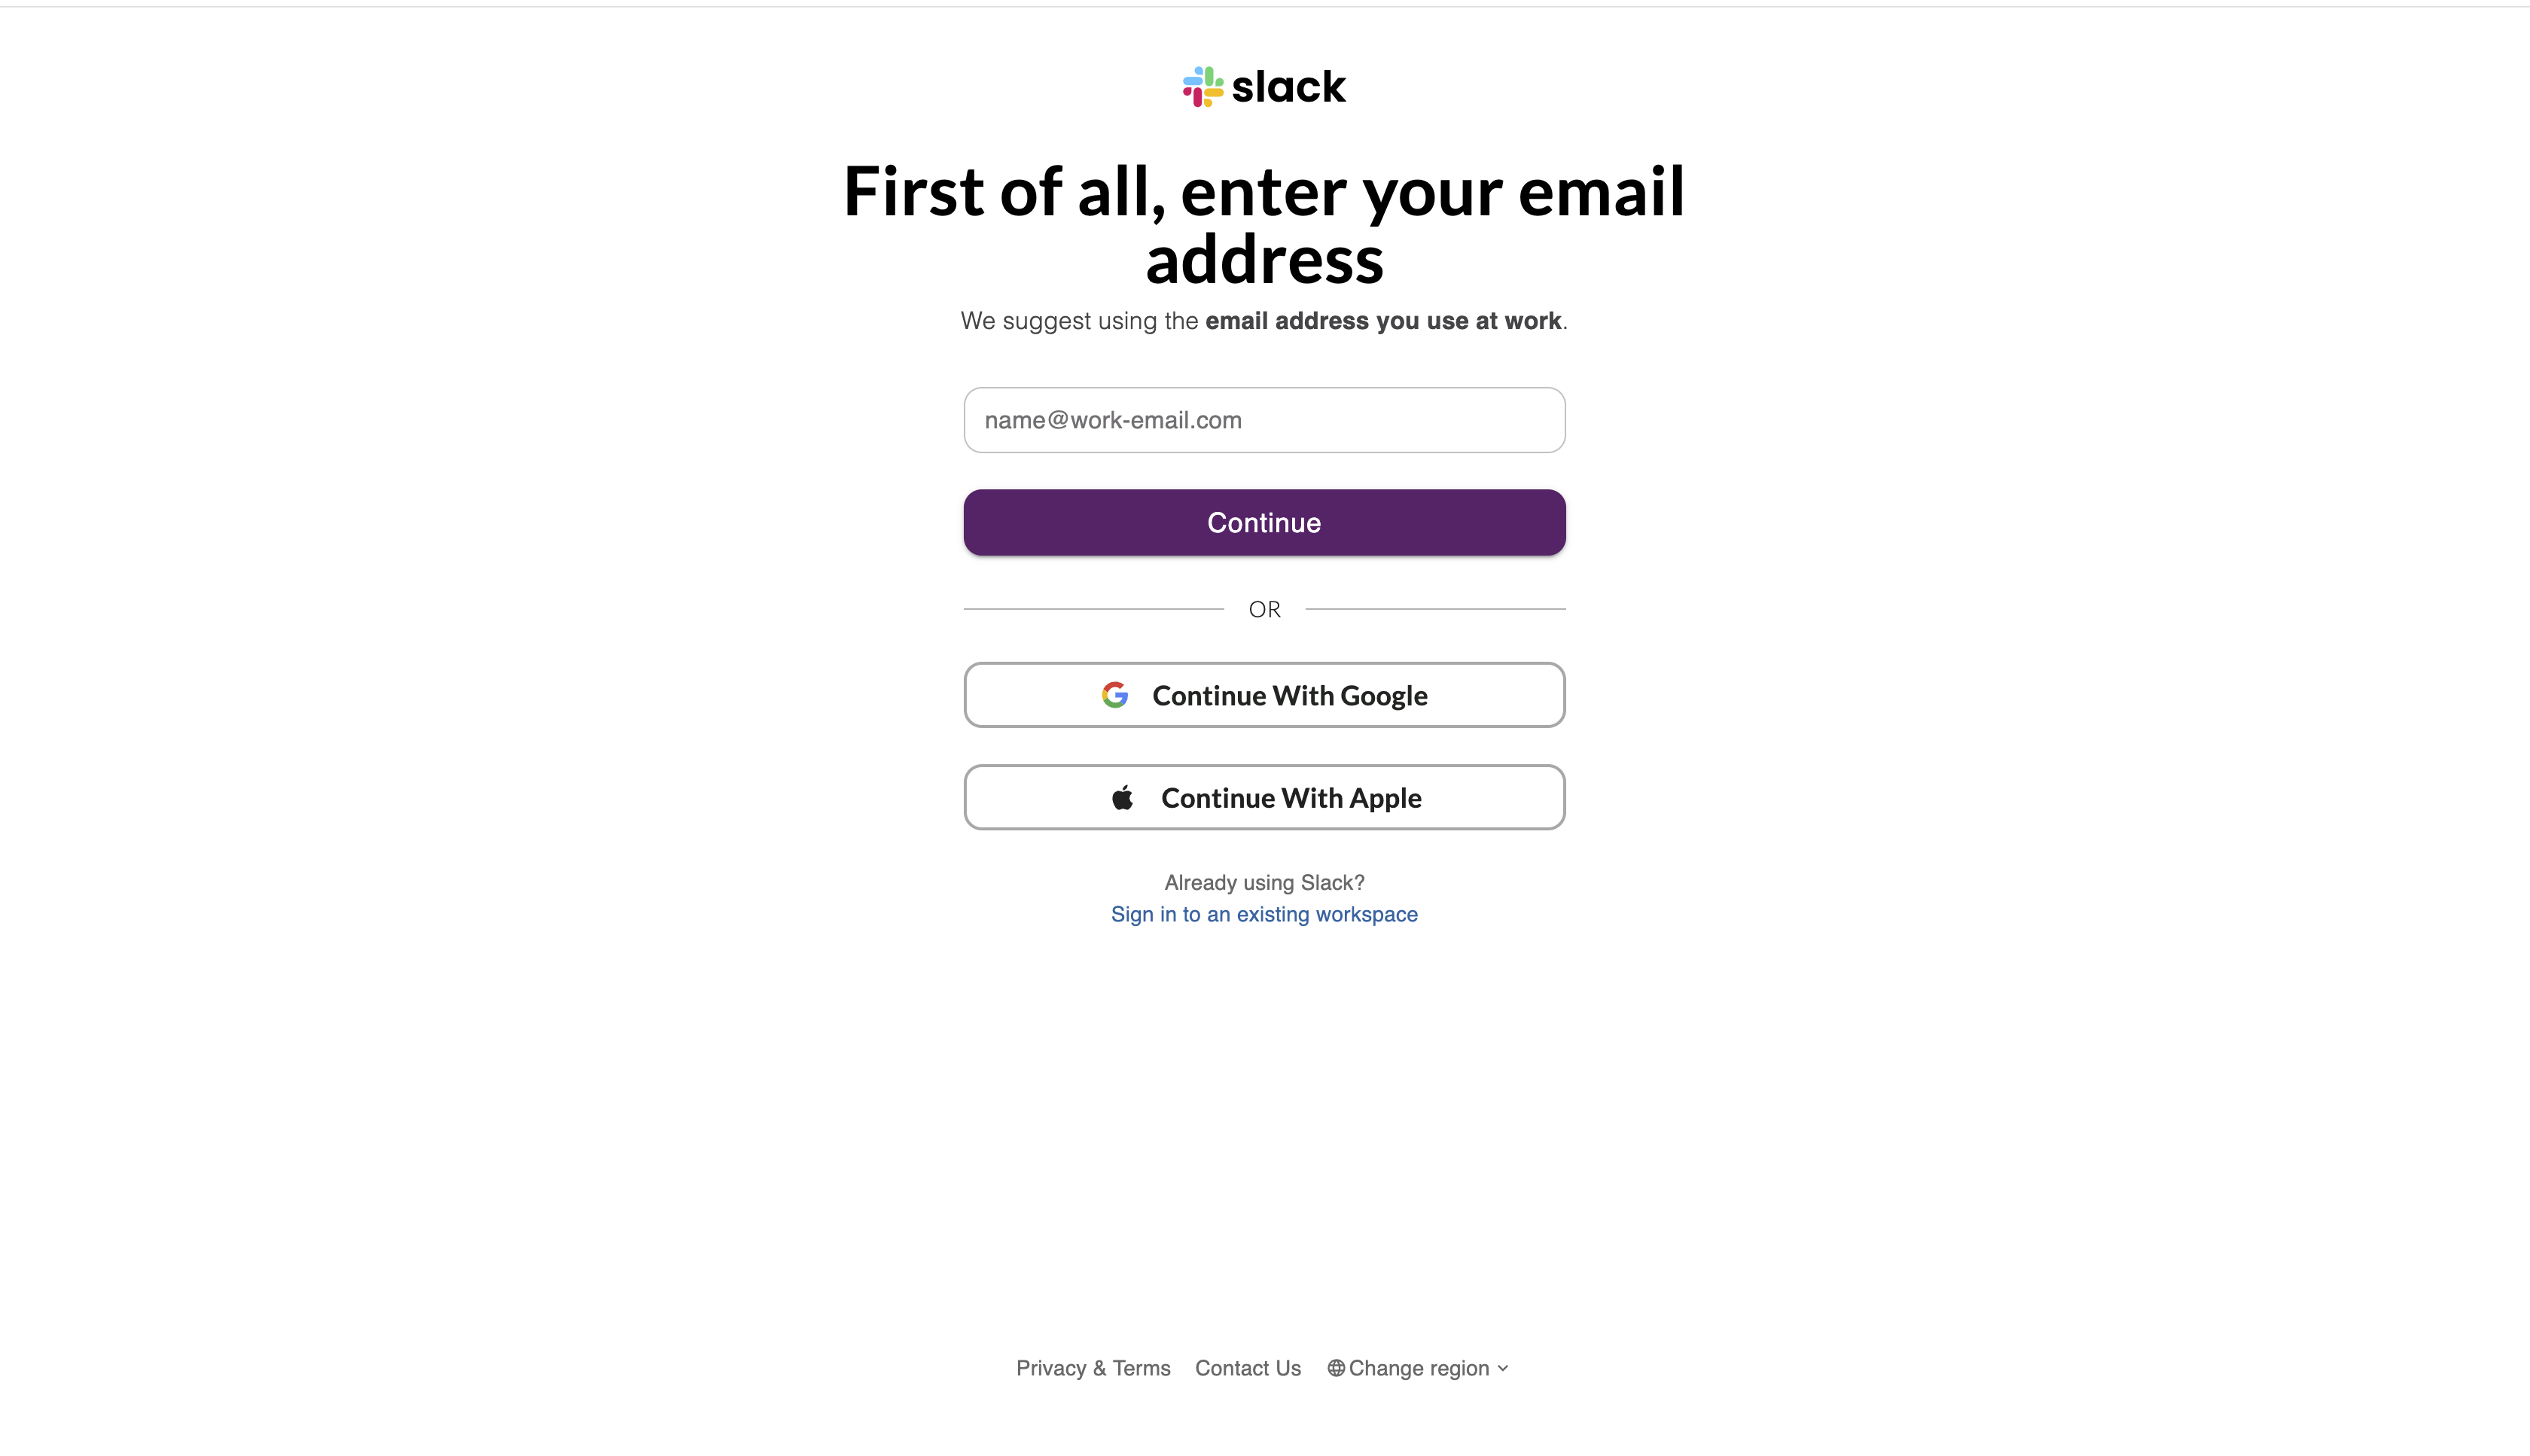 slack
First of all, enter your email
address
We suggest using the email address you use at work.
name@work-email.com
Continue
OR
Continue With Google
Continue With Apple
Already using Slack?
Sign in to an existing workspace
Privacy & Terms Contact Us Change region